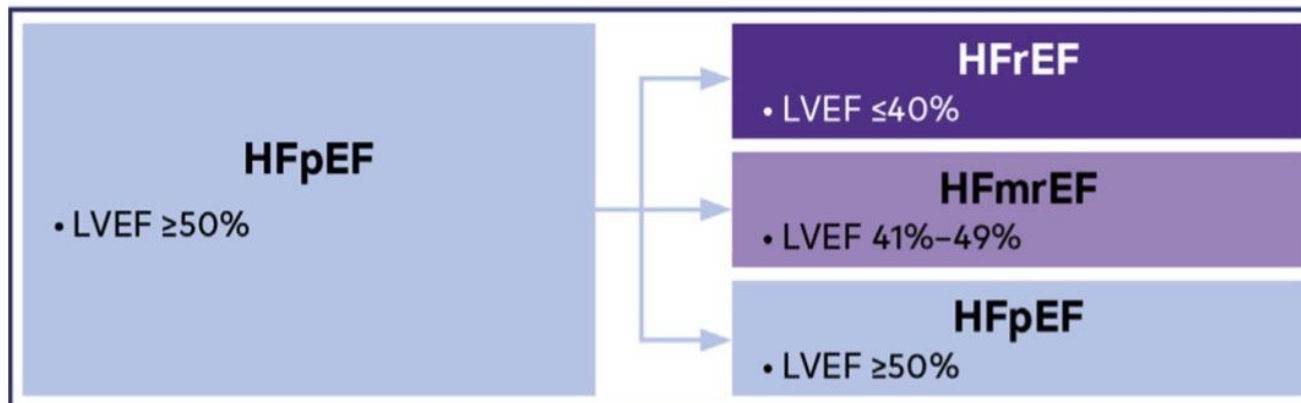 HFpEF
• LVEF ≥50%
HFrEF
• LVEF ≤40%
HFmrEF
• LVEF 41%–49%
HFpEF
• LVEF ≥50%